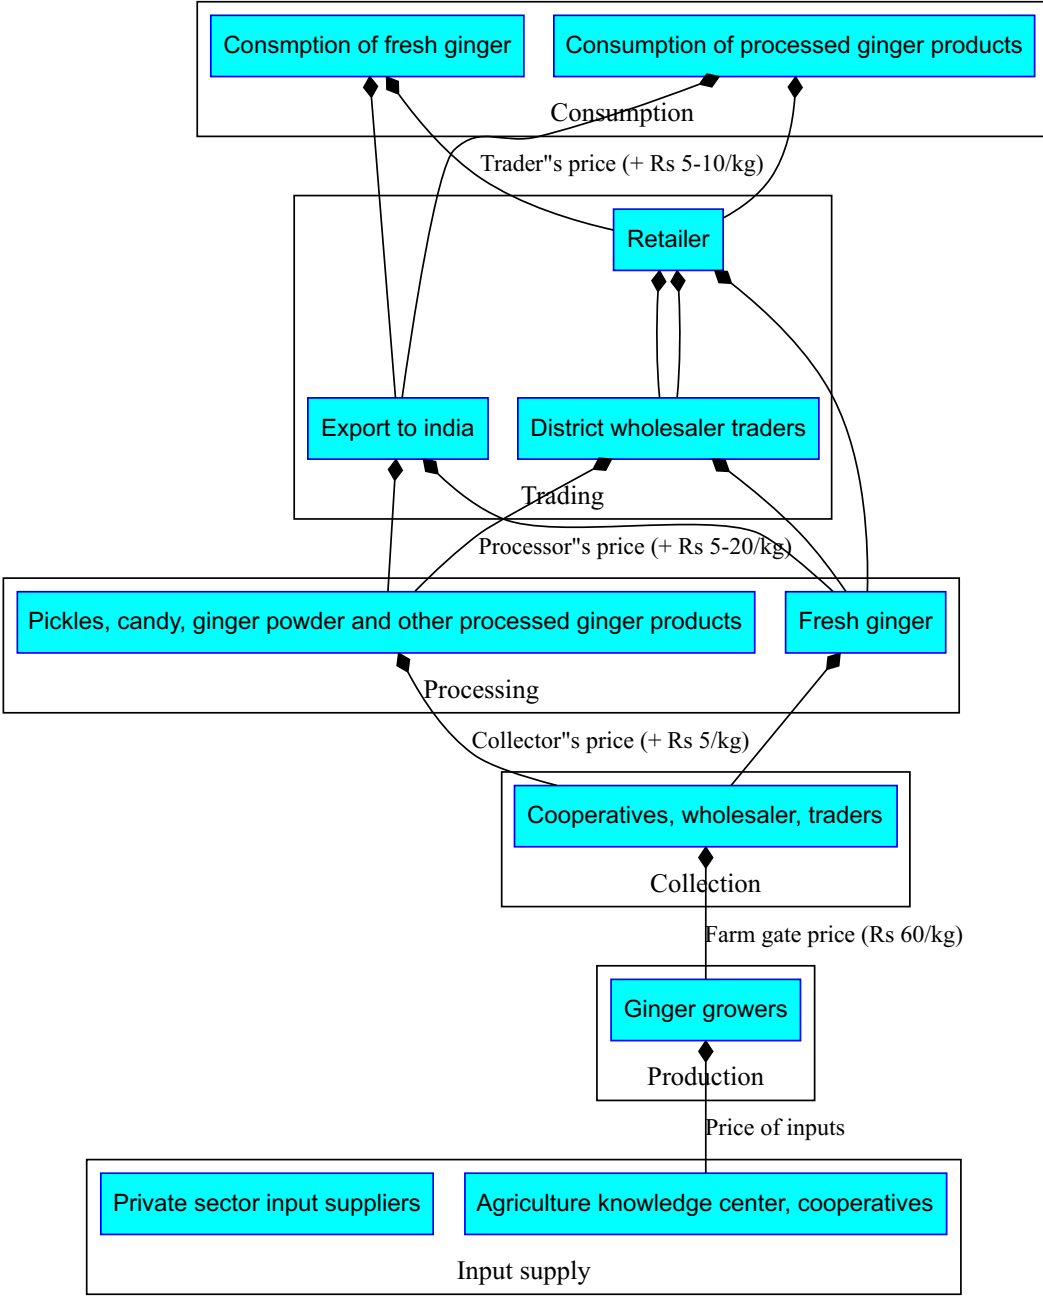 Consmption of fresh ginger
Consumption of processed ginger products
Consumption
Trader"s price (+ Rs 5-10/kg)
Retailer
Export to india
District wholesaler traders
Trading
Processor"s price (+ Rs 5-20/kg)
Pickles, candy, ginger powder and other processed ginger products
Fresh ginger
Processing
Collector"s price (+ Rs 5/kg)
Cooperatives, wholesaler, traders
Collection
Farm gate price (Rs 60/kg)
Ginger growers
Production
Price of inputs
Private sector input suppliers
Agriculture knowledge center, cooperatives
Input supply